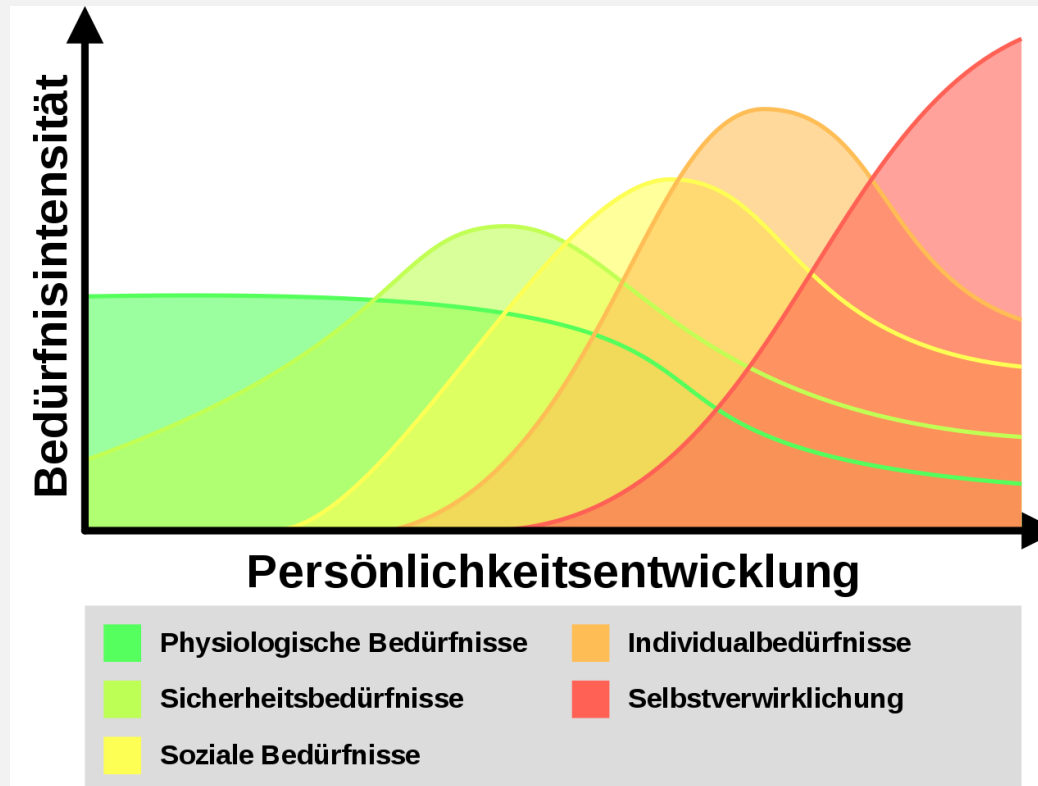 Bedürfnisintensität
Persönlichkeitsentwicklung
Physiologische Bedürfnisse
Sicherheitsbedürfnisse
Soziale Bedürfnisse
Individualbedürfnisse
Selbstverwirklichung